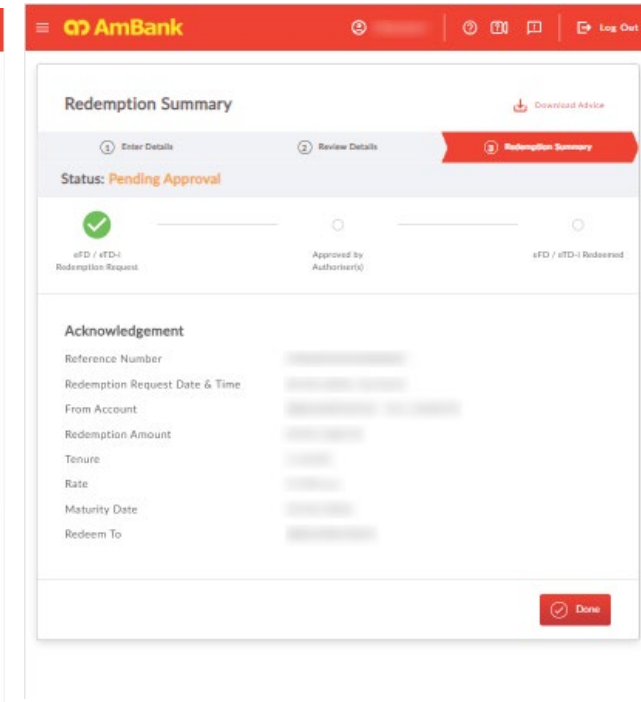 AmBank
Log Out
Redemption Summary
Download Advice
1 Enter Details
2 Review Details
3 Redemption Summary
Status: Pending Approval
eFD / eTD-i
Redemption Request
Approved by
Authoriser(s)
eFD / eTD-i Redeemed
Acknowledgement
Reference Number
Redemption Request Date & Time
From Account
Redemption Amount
Tenure
Rate
Maturity Date
Redeem To
Done